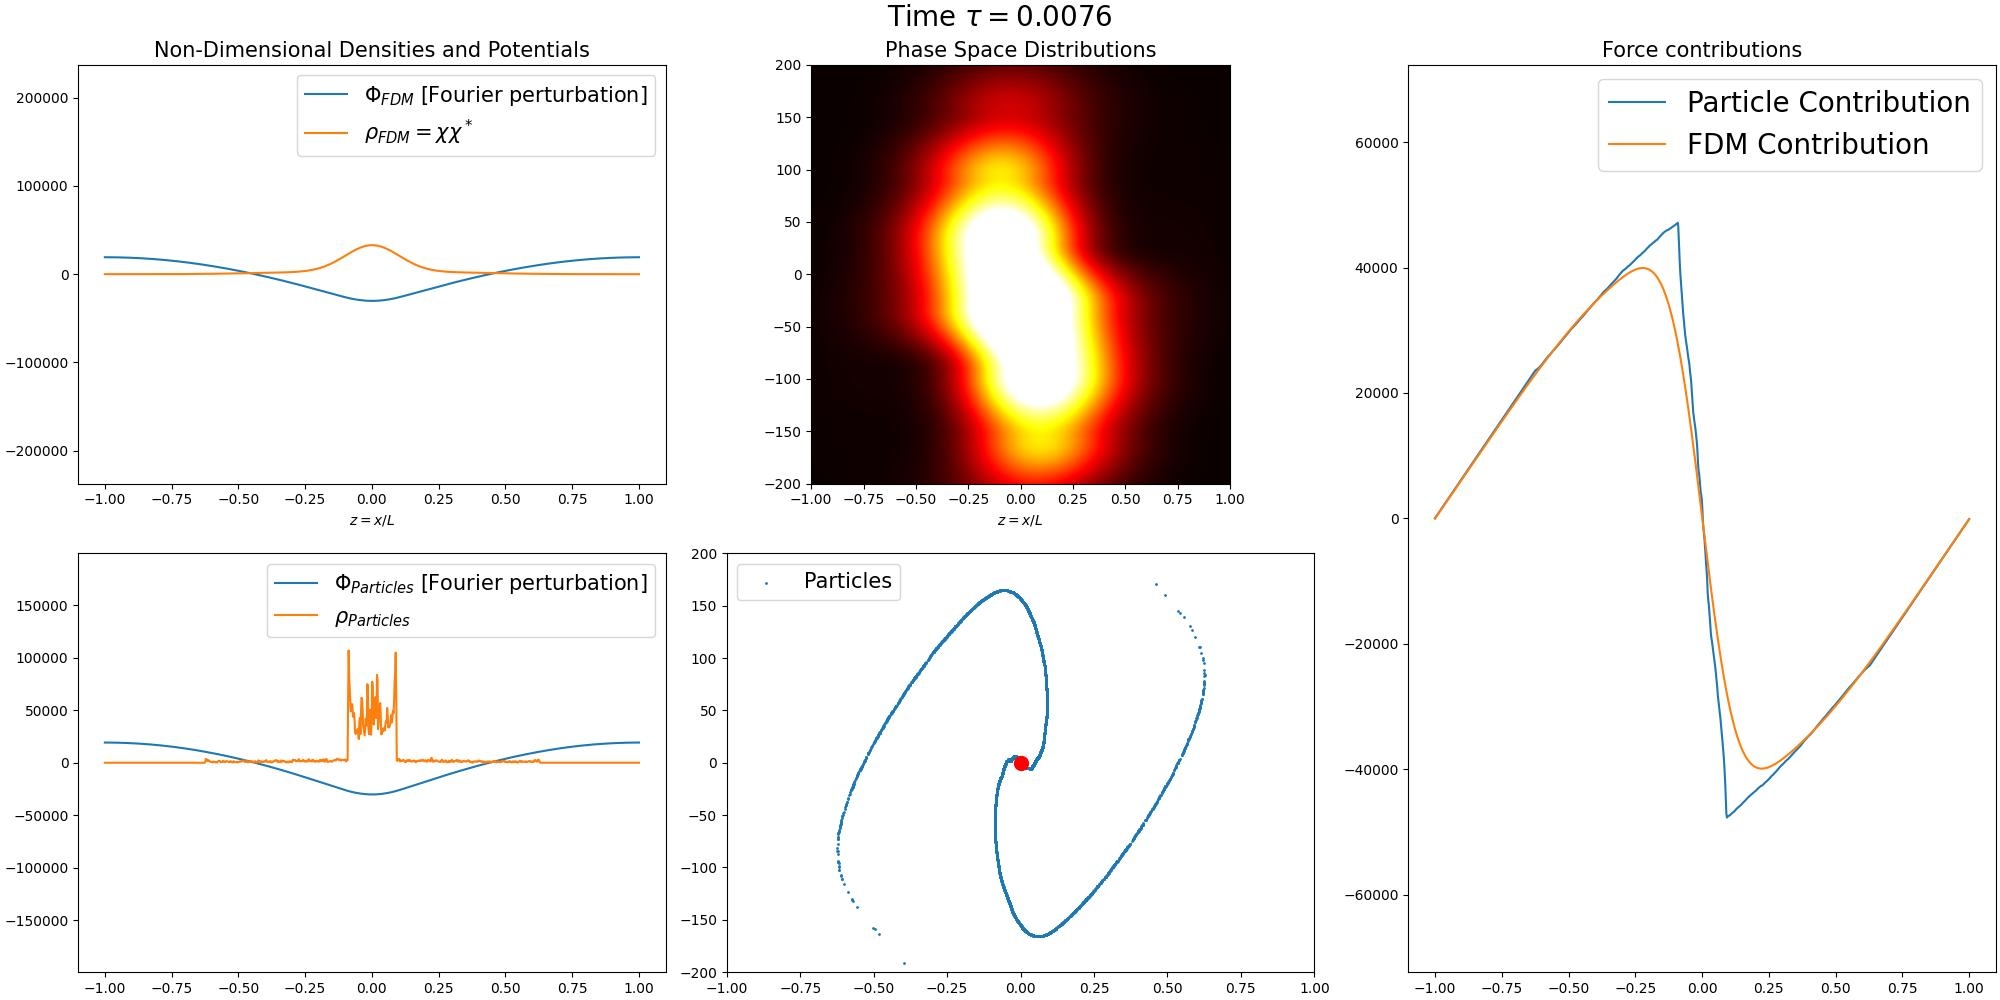 Time τ = 0.0076
Non-Dimensional Densities and Potentials
200000
100000
0
−100000
−200000
Φ_FDM [Fourier perturbation]
ρ_FDM = χχ*
−1.00 −0.75 −0.50 −0.25 0.00 0.25 0.50 0.75 1.00
z = x/L
Phase Space Distributions
200
150
100
50
0
−50
−100
−150
−200
−1.00 −0.75 −0.50 −0.25 0.00 0.25 0.50 0.75 1.00
z = x/L
Force contributions
Particle Contribution
FDM Contribution
60000
40000
20000
0
−20000
−40000
−60000
−1.00 −0.75 −0.50 −0.25 0.00 0.25 0.50 0.75 1.00
Φ_Particles [Fourier perturbation]
ρ_Particles
150000
100000
50000
0
−50000
−100000
−150000
−1.00 −0.75 −0.50 −0.25 0.00 0.25 0.50 0.75 1.00
Particles
200
150
100
50
0
−50
−100
−150
−200
−1.00 −0.75 −0.50 −0.25 0.00 0.25 0.50 0.75 1.00